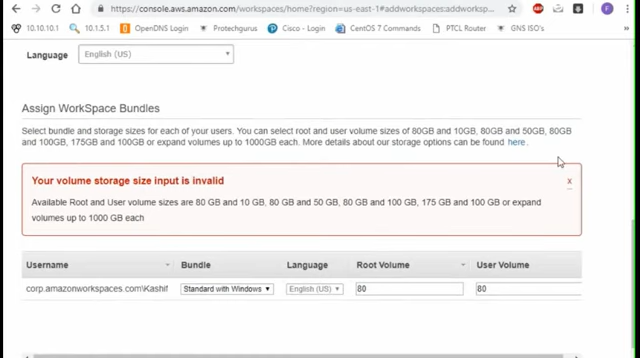 https://console.aws.amazon.com/workspaces/home?region=us-east-1#addworkspaces:addworksp...
10.10.10.1 10.1.5.1 OpenDNS Login Protechgurus Cisco - Login CentOS 7 Commands PTCL Router GNS ISO's
Language English (US)
Assign WorkSpace Bundles
Select bundle and storage sizes for each of your users. You can select root and user volume sizes of 80GB and 10GB, 80GB and 50GB, 80GB
and 100GB, 175GB and 100GB or expand volumes up to 1000GB each. More details about our storage options can be found here.
Your volume storage size input is invalid x
Available Root and User volume sizes are 80 GB and 10 GB, 80 GB and 50 GB, 80 GB and 100 GB, 175 GB and 100 GB or expand
volumes up to 1000 GB each
Username Bundle Language Root Volume User Volume
corp.amazonworkspaces.com\Kashif Standard with Windows English (US) 80 80